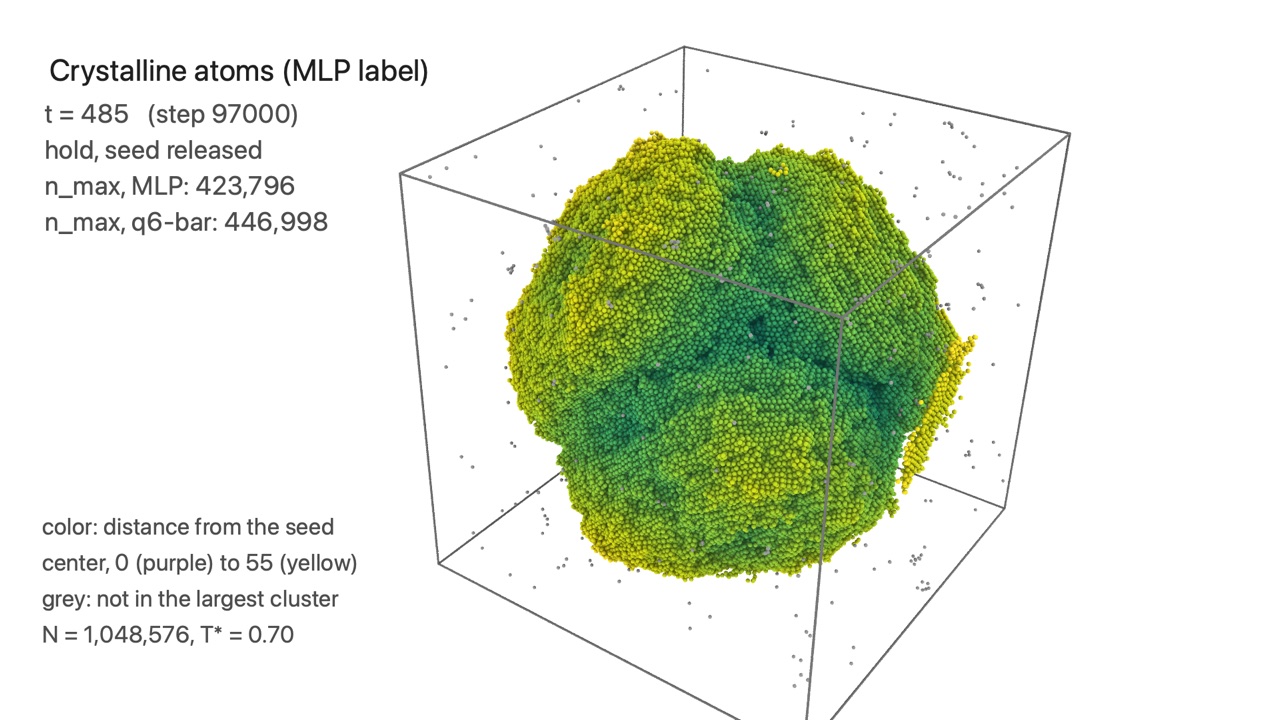 Crystalline atoms (MLP label)
t = 485 (step 97000)
hold, seed released
n_max, MLP: 423,796
n_max, q6-bar: 446,998
color: distance from the seed
center, 0 (purple) to 55 (yellow)
grey: not in the largest cluster
N = 1,048,576, T* = 0.70